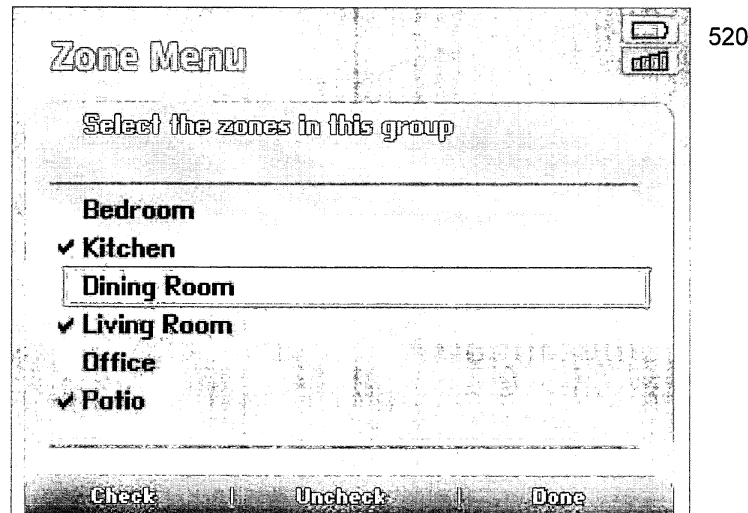 Zone Menu
520
Select the zones in this group
Bedroom
✔ Kitchen
Dining Room
✔ Living Room
Office
✔ Patio
Check | Uncheck | Done